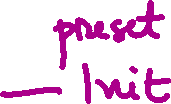 preset
— Init